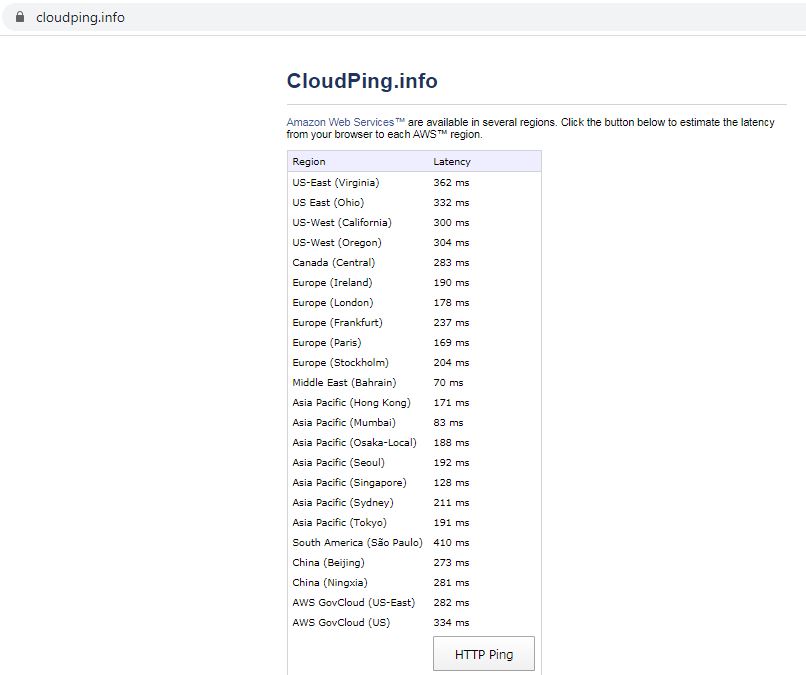 cloudping.info
CloudPing.info
Amazon Web Services™ are available in several regions. Click the button below to estimate the latency
from your browser to each AWS™ region.
Region Latency
US-East (Virginia) 362 ms
US East (Ohio) 332 ms
US-West (California) 300 ms
US-West (Oregon) 304 ms
Canada (Central) 283 ms
Europe (Ireland) 190 ms
Europe (London) 178 ms
Europe (Frankfurt) 237 ms
Europe (Paris) 169 ms
Europe (Stockholm) 204 ms
Middle East (Bahrain) 70 ms
Asia Pacific (Hong Kong) 171 ms
Asia Pacific (Mumbai) 83 ms
Asia Pacific (Osaka-Local) 188 ms
Asia Pacific (Seoul) 192 ms
Asia Pacific (Singapore) 128 ms
Asia Pacific (Sydney) 211 ms
Asia Pacific (Tokyo) 191 ms
South America (São Paulo) 410 ms
China (Beijing) 273 ms
China (Ningxia) 281 ms
AWS GovCloud (US-East) 282 ms
AWS GovCloud (US) 334 ms
HTTP Ping